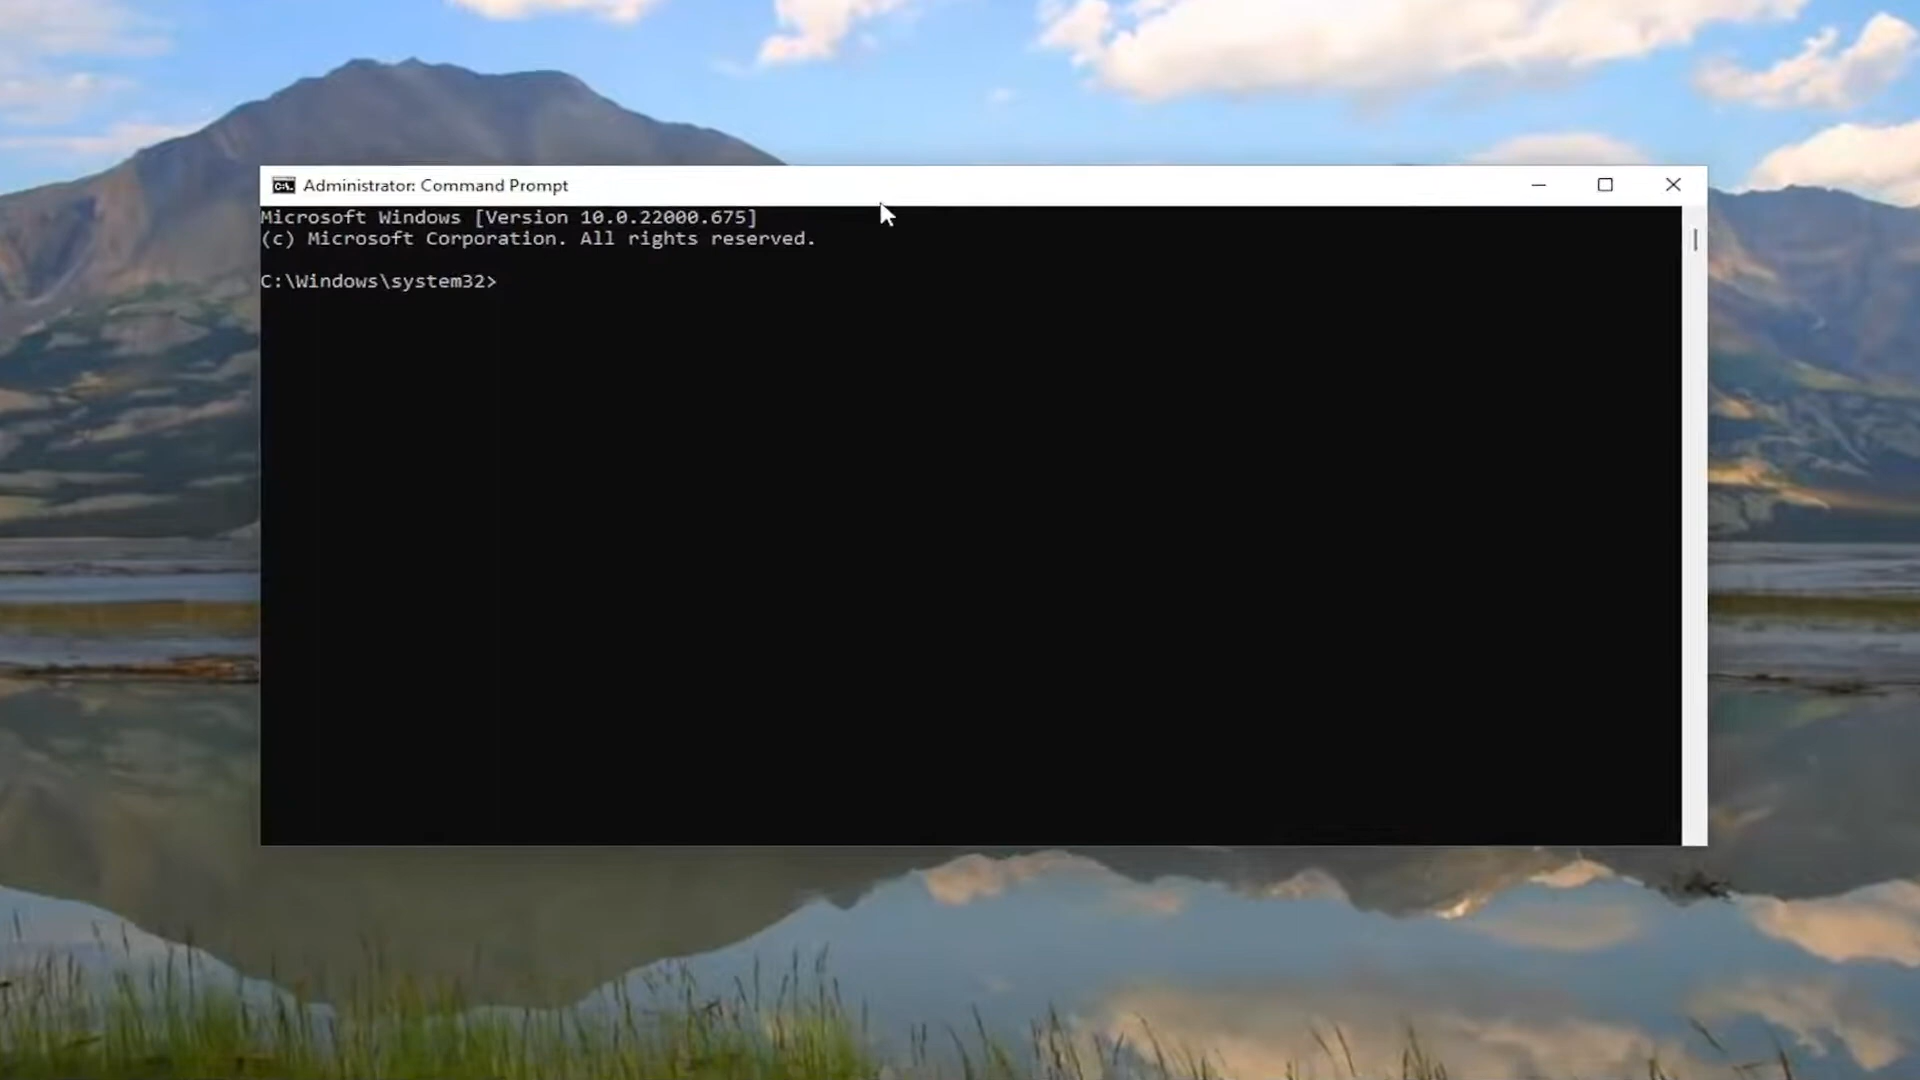 Administrator: Command Prompt
Microsoft Windows [Version 10.0.22000.675]
(c) Microsoft Corporation. All rights reserved.
C:\Windows\system32>